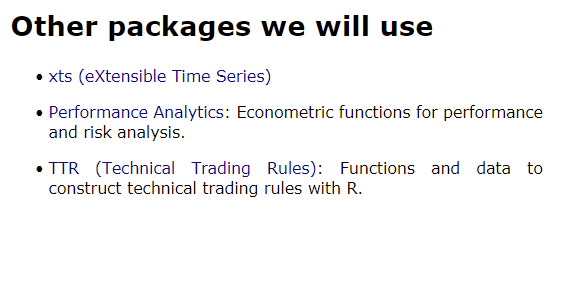 Other packages we will use
• xts (eXtensible Time Series)
• Performance Analytics: Econometric functions for performance
and risk analysis.
• TTR (Technical Trading Rules): Functions and data to
construct technical trading rules with R.